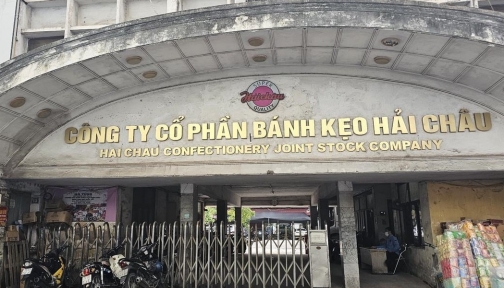 CÔNG TY CỔ PHẦN BÁNH KẸO HẢI CHÂU
HAI CHAU CONFECTIONERY JOINT STOCK COMPANY